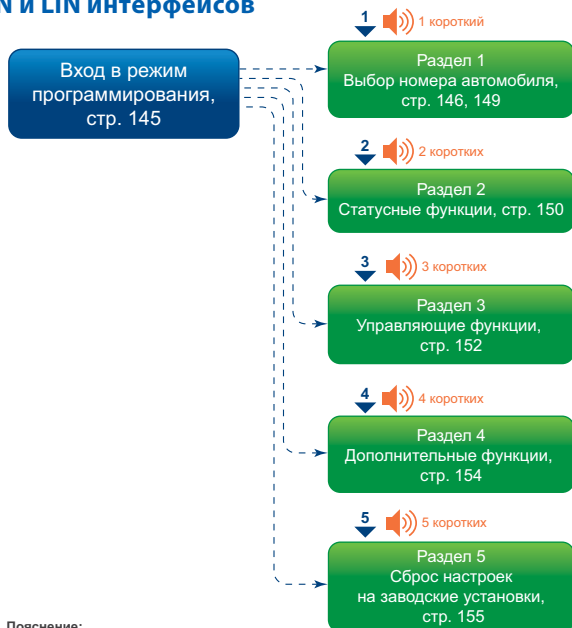 N и LIN интерфейсов
Вход в режим
программирования,
стр. 145
1 1 короткий
Раздел 1
Выбор номера автомобиля,
стр. 146, 149
2 2 коротких
Раздел 2
Статусные функции, стр. 150
3 3 коротких
Раздел 3
Управляющие функции,
стр. 152
4 4 коротких
Раздел 4
Дополнительные функции,
стр. 154
5 5 коротких
Раздел 5
Сброс настроек
на заводские установки,
стр. 155
Пояснение: